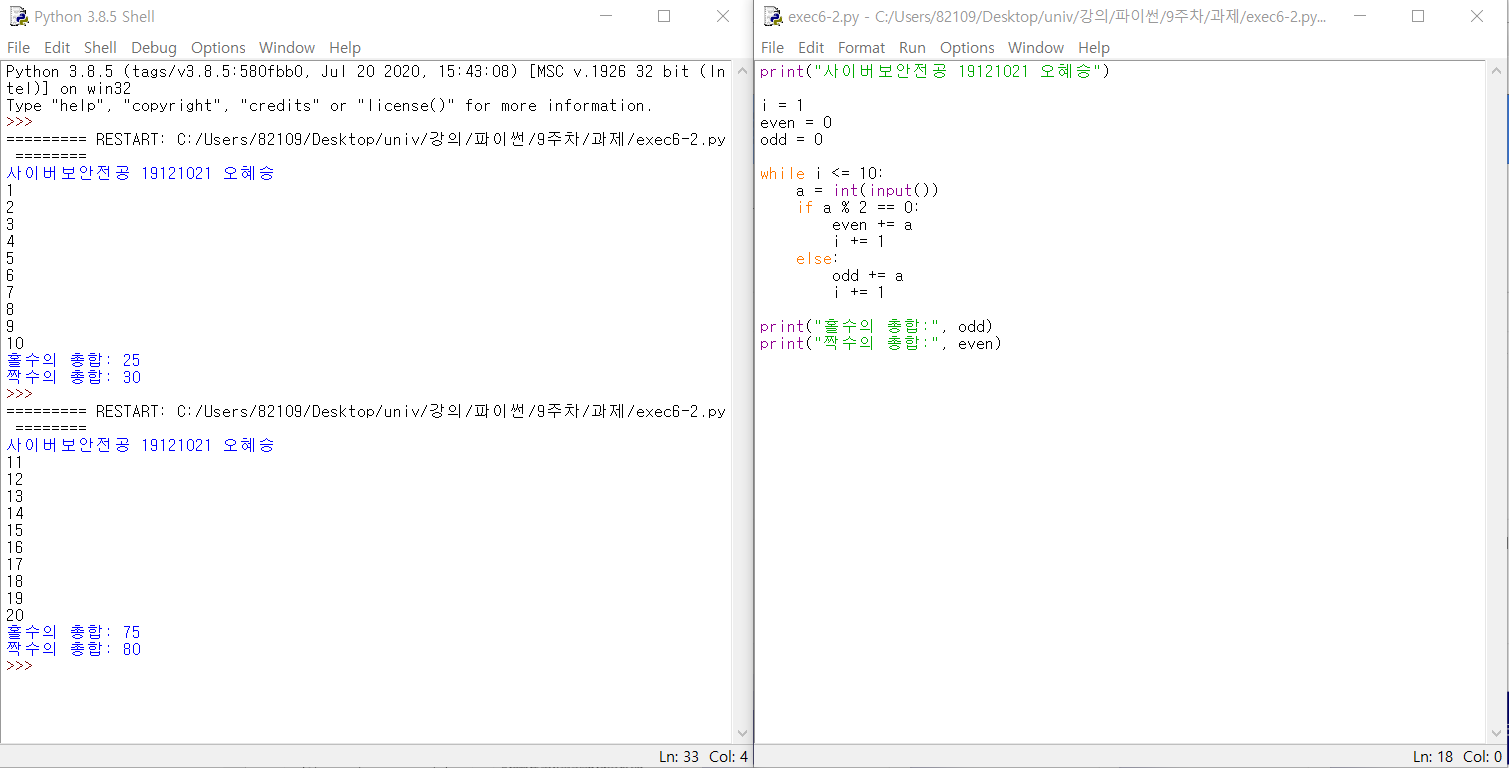 Python 3.8.5 Shell
File Edit Shell Debug Options Window Help
Python 3.8.5 (tags/v3.8.5:580fbb0, Jul 20 2020, 15:43:08) [MSC v.1926 32 bit (In
tel)] on win32
Type "help", "copyright", "credits" or "license()" for more information.
>>>
========= RESTART: C:/Users/82109/Desktop/univ/강의/파이썬/9주차/과제/exec6-2.py
========
사이버보안전공 19121021 오혜승
1
2
3
4
5
6
7
8
9
10
홀수의 총합: 25
짝수의 총합: 30
>>>
========= RESTART: C:/Users/82109/Desktop/univ/강의/파이썬/9주차/과제/exec6-2.py
========
사이버보안전공 19121021 오혜승
11
12
13
14
15
16
17
18
19
20
홀수의 총합: 75
짝수의 총합: 80
>>>
Ln: 33 Col: 4
exec6-2.py - C:/Users/82109/Desktop/univ/강의/파이썬/9주차/과제/exec6-2.py...
File Edit Format Run Options Window Help
print("사이버보안전공 19121021 오혜승")
i = 1
even = 0
odd = 0
while i <= 10:
    a = int(input())
    if a % 2 == 0:
        even += a
        i += 1
    else:
        odd += a
        i += 1
print("홀수의 총합:", odd)
print("짝수의 총합:", even)
Ln: 18 Col: 0